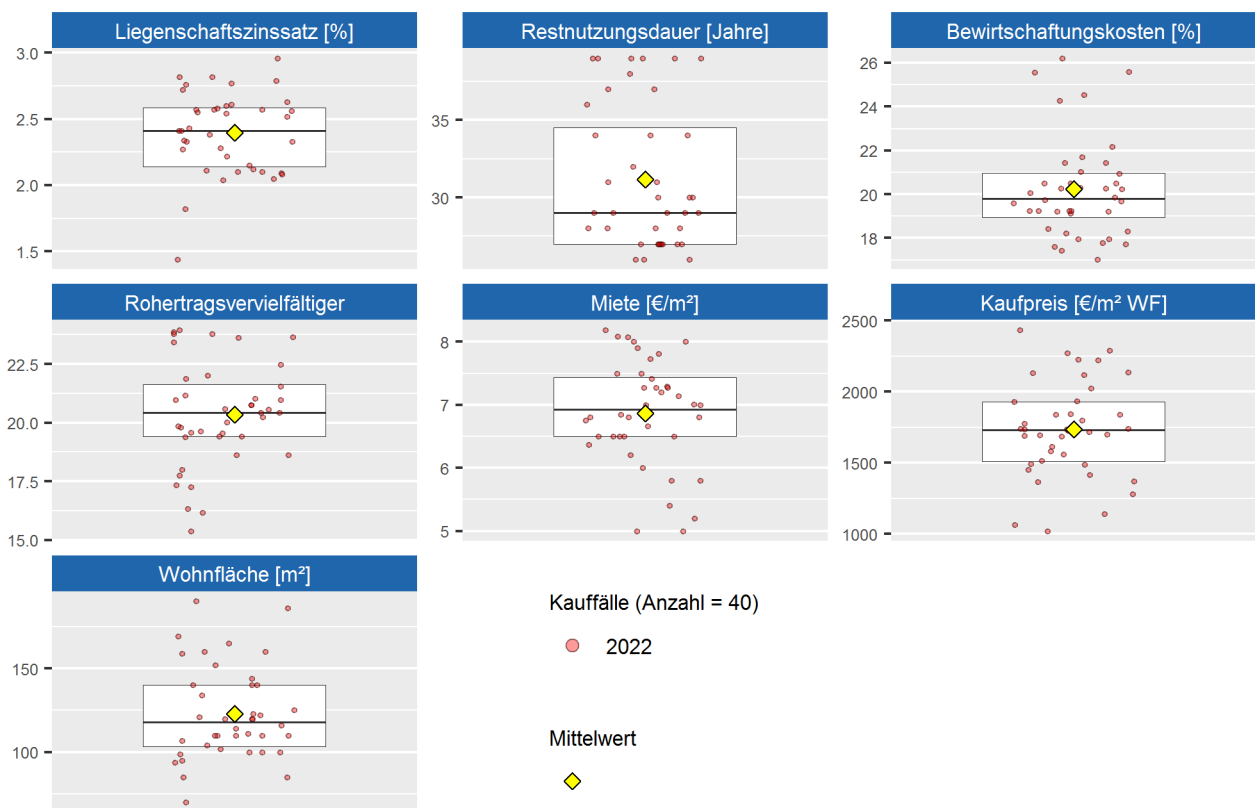 Liegenschaftszinssatz [%]
3.0
2.5
2.0
1.5
Restnutzungsdauer [Jahre]
35
30
Bewirtschaftungskosten [%]
26
24
22
20
18
Rohertragsvervielfältiger
22.5
20.0
17.5
15.0
Miete [€/m²]
8
7
6
5
Kaufpreis [€/m² WF]
2500
2000
1500
1000
Wohnfläche [m²]
150
100
Kauffälle (Anzahl = 40)
2022
Mittelwert